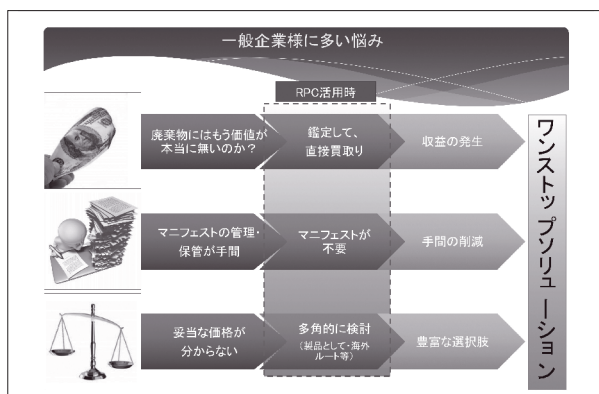 一般企業様に多い悩み
RPC活用時
廃棄物にはもう価値が
本当に無いのか？
鑑定して、
直接買取り
収益の発生
マニフェストの管理・
保管が手間
マニフェストが
不要
手間の削減
妥当な価格が
分からない
多角的に検討
（製品として・海外
ルート等）
豊富な選択肢
ワンストップソリューション